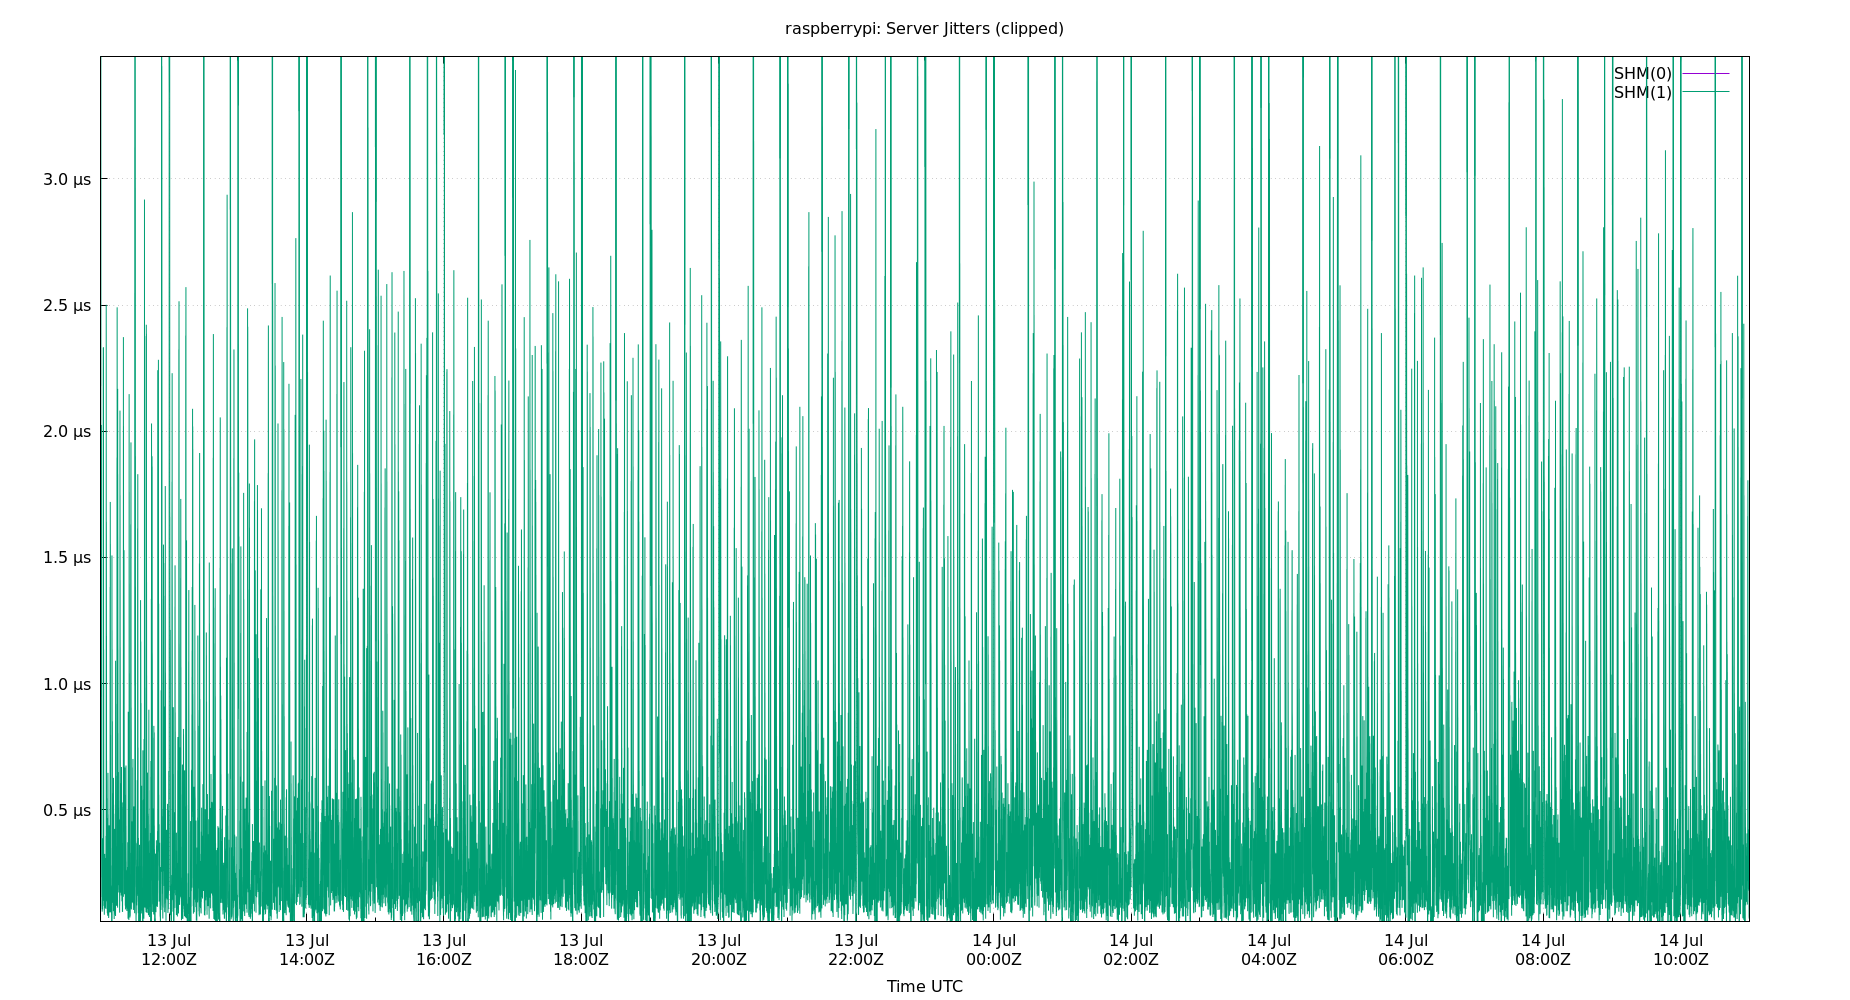 raspberrypi: Server Jitters (clipped)
SHM(0)
SHM(1)
3.0 µs
2.5 µs
2.0 µs
1.5 µs
1.0 µs
0.5 µs
13 Jul 13 Jul 13 Jul 13 Jul 13 Jul 13 Jul 14 Jul 14 Jul 14 Jul 14 Jul 14 Jul 14 Jul
12:00Z 14:00Z 16:00Z 18:00Z 20:00Z 22:00Z 00:00Z 02:00Z 04:00Z 06:00Z 08:00Z 10:00Z
Time UTC